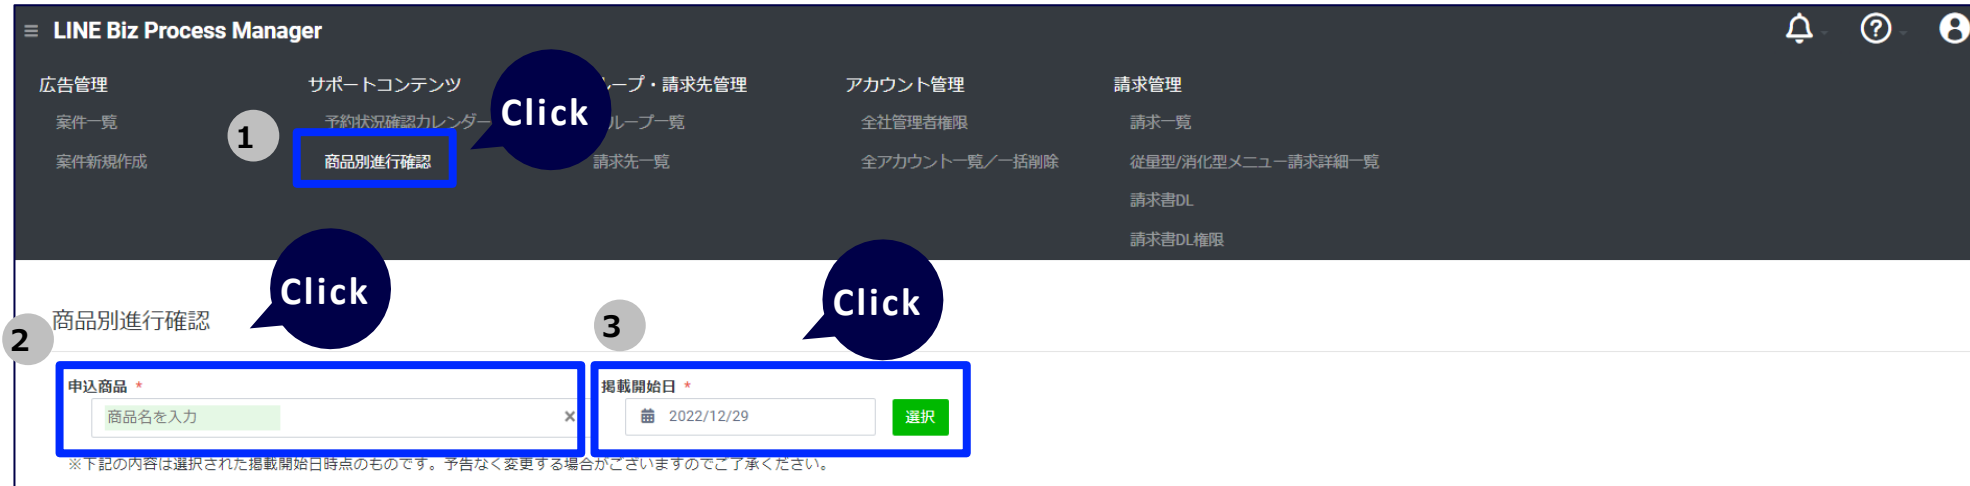 LINE Biz Process Manager
広告管理
案件一覧
案件新規作成
サポートコンテンツ
予約状況確認カレンダー
商品別進行確認
ループ・請求先管理
ループ一覧
請求先一覧
アカウント管理
全社管理者権限
全アカウント一覧／一括削除
請求管理
請求一覧
従量型/消化型メニュー請求詳細一覧
請求書DL
請求書DL権限
1
Click
商品別進行確認
2
Click
3
Click
申込商品 *
商品名を入力
×
掲載開始日 *
2022/12/29
選択
※下記の内容は選択された掲載開始日時点のものです。予告なく変更する場合がございますのでご了承ください。